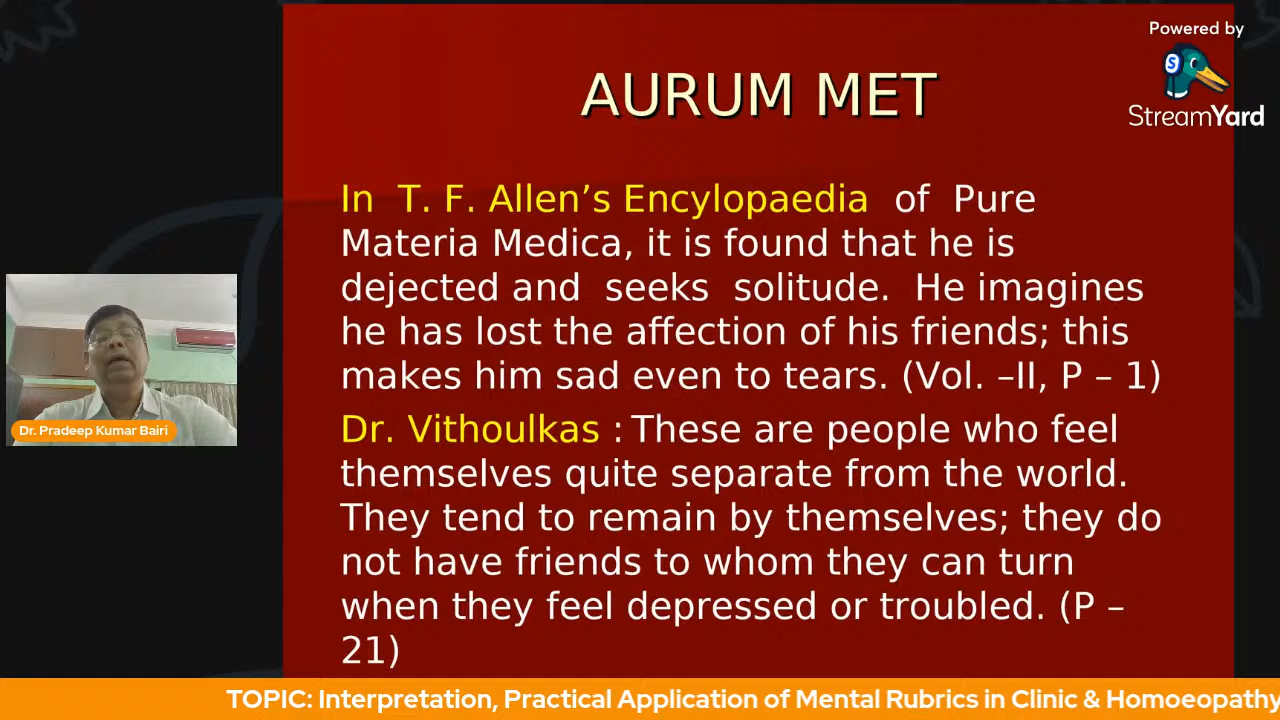 Powered by
StreamYard
AURUM MET
In T. F. Allen’s Encylopaedia of Pure
Materia Medica, it is found that he is
dejected and seeks solitude. He imagines
he has lost the affection of his friends; this
makes him sad even to tears. (Vol. –II, P – 1)
Dr. Vithoulkas : These are people who feel
themselves quite separate from the world.
They tend to remain by themselves; they do
not have friends to whom they can turn
when they feel depressed or troubled. (P –
21)
Dr. Pradeep Kumar Bairi
TOPIC: Interpretation, Practical Application of Mental Rubrics in Clinic & Homoeopathy